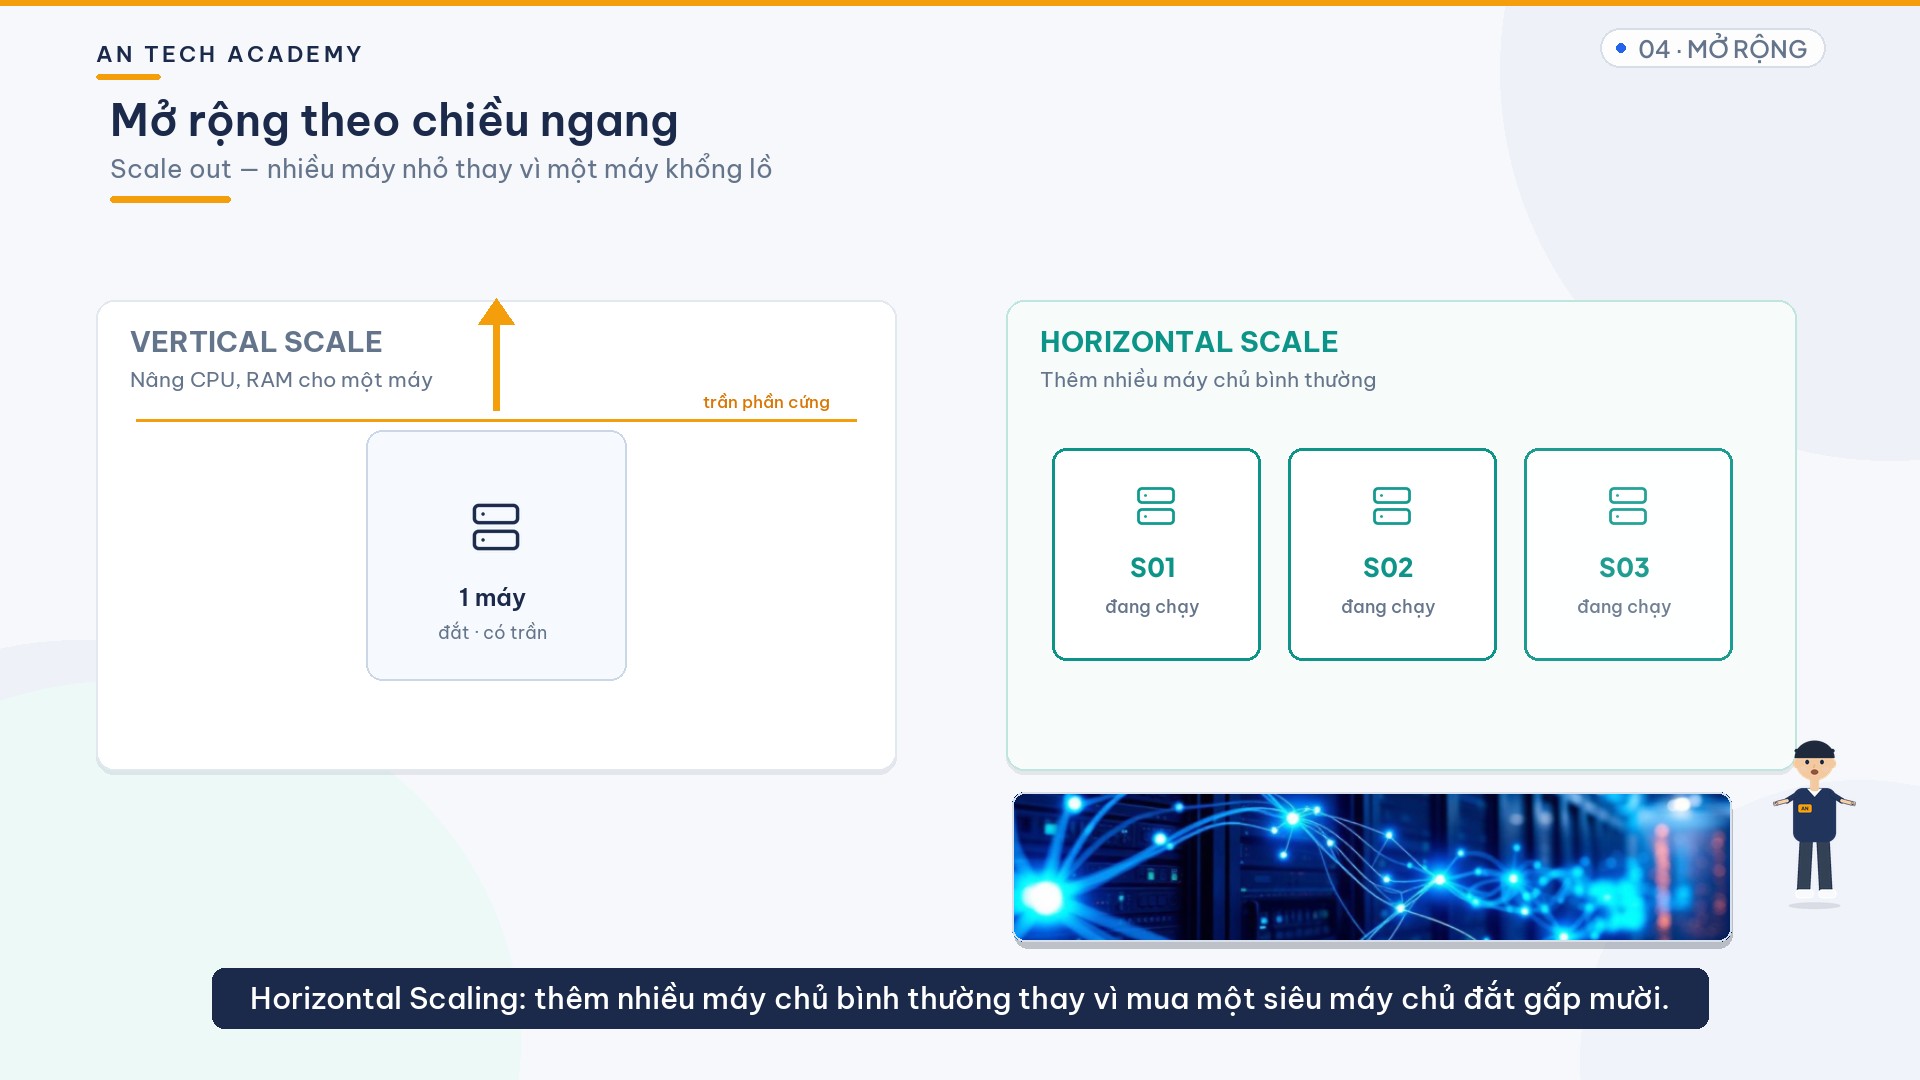 AN TECH ACADEMY
04 · MỞ RỘNG
Mở rộng theo chiều ngang
Scale out — nhiều máy nhỏ thay vì một máy khổng lồ
VERTICAL SCALE
Nâng CPU, RAM cho một máy
trần phần cứng
1 máy
đắt · có trần
HORIZONTAL SCALE
Thêm nhiều máy chủ bình thường
S01
đang chạy
S02
đang chạy
S03
đang chạy
AN
Horizontal Scaling: thêm nhiều máy chủ bình thường thay vì mua một siêu máy chủ đắt gấp mười.